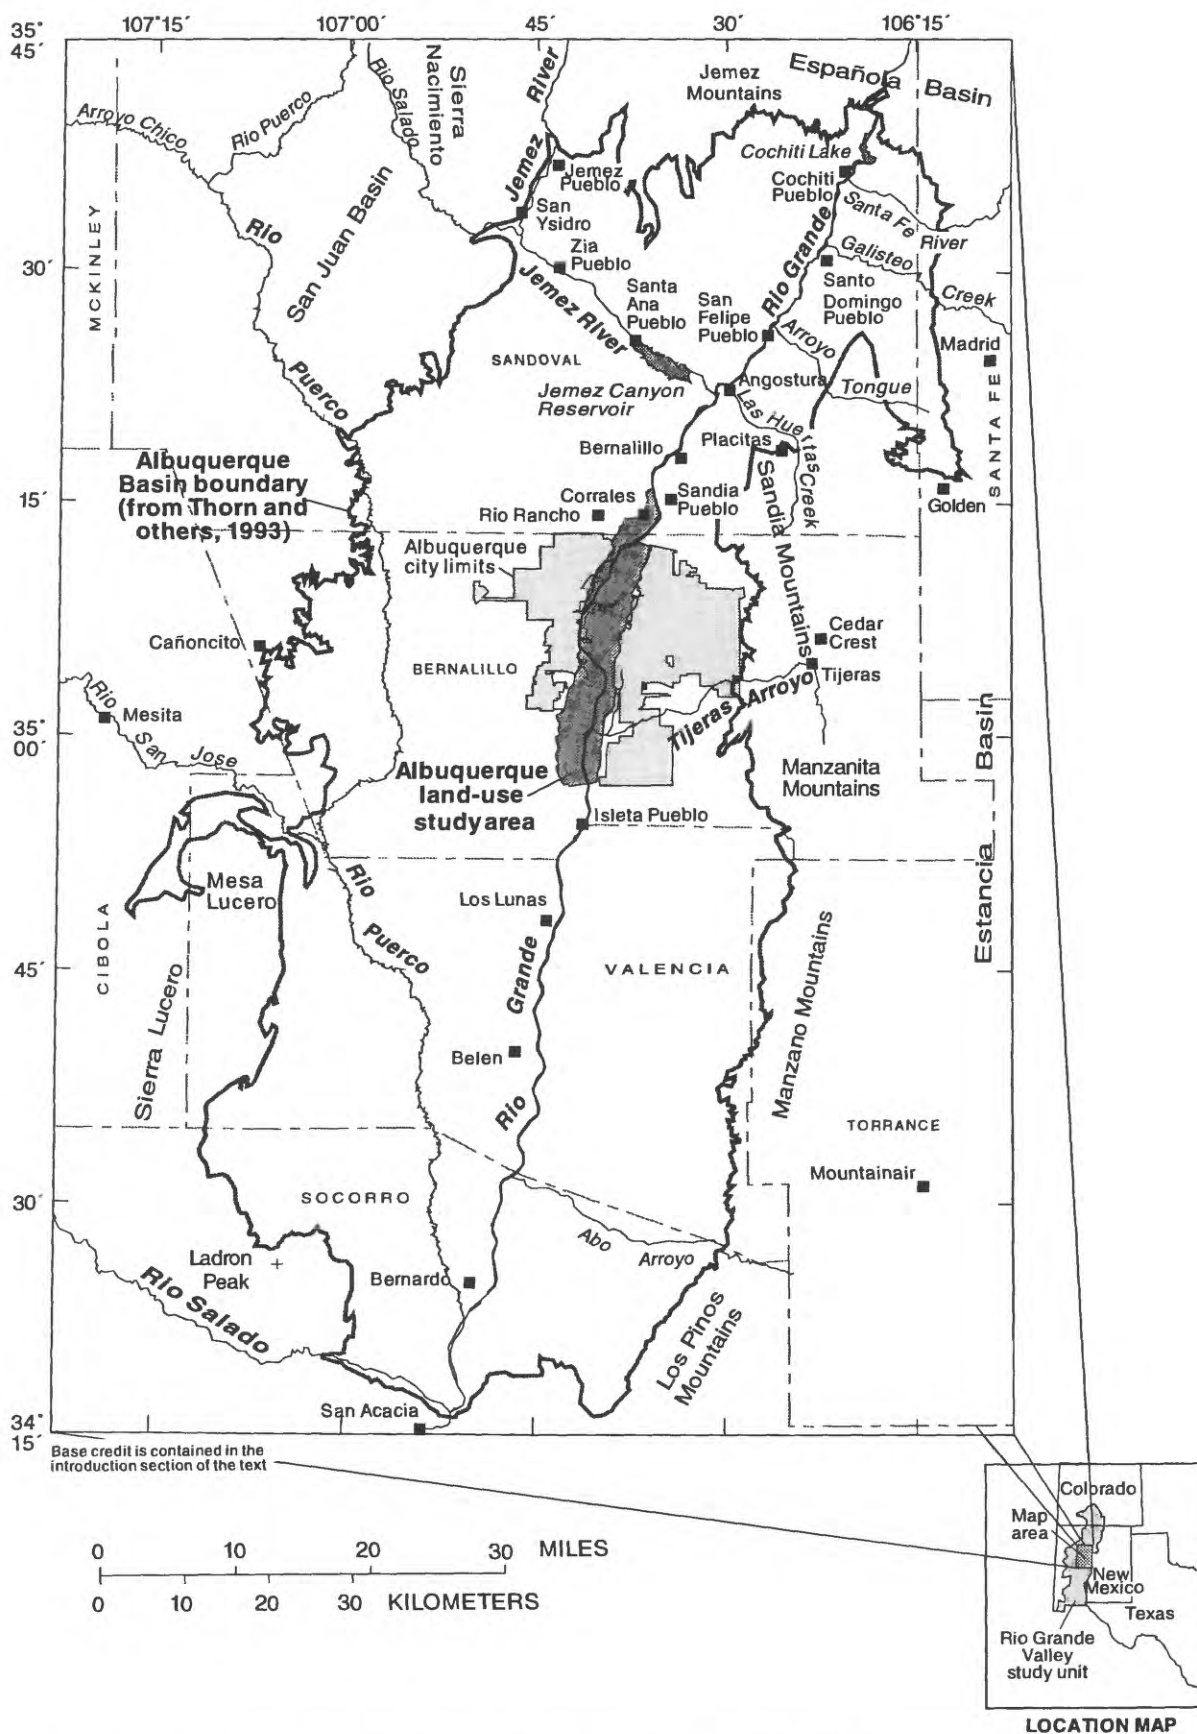 107°15′
107°00′
45′
30′
106°15′
35°
45′
Arroyo Chico
Rio Puerco
Rio Salado
Sierra
Nacimiento
River
Jemez
Jemez
Mountains
Española Basin
Cochiti Lake
Jemez
Pueblo
Cochiti
Pueblo
San
Ysidro
Santa Fe
River
MCKINLEY
Rio
San Juan Basin
Zia
Pueblo
Rio Grande
Galisteo
Creek
30′
Jemez River
Santa
Ana
Pueblo
San
Felipe
Pueblo
Santo
Domingo
Pueblo
Arroyo
Tongue
Madrid
SANDOVAL
Puerco
Jemez Canyon
Reservoir
Angostura
Las Huertas
Creek
SANTA FE
Bernalillo
Placitas
Albuquerque
Basin boundary
(from Thorn and
others, 1993)
15′
Corrales
Sandia
Pueblo
Rio Rancho
Golden
Sandia Mountains
Albuquerque
city limits
Cañoncito
Cedar
Crest
BERNALILLO
Tijeras
Tijeras Arroyo
Rio
San
Jose
Mesita
35°
00′
Albuquerque
land-use
study area
Manzanita
Mountains
Estancia Basin
Isleta Pueblo
Mesa
Lucero
Rio
Puerco
Los Lunas
CIBOLA
Grande
VALENCIA
45′
Sierra Lucero
Manzano Mountains
Belen
Rio
TORRANCE
Mountainair
30′
SOCORRO
Abo
Arroyo
Ladron
Peak
Bernardo
Rio Salado
Los Pinos
Mountains
San Acacia
34°
15′
Base credit is contained in the
introduction section of the text
0 10 20 30 MILES
0 10 20 30 KILOMETERS
Colorado
Map
area
New
Mexico
Texas
Rio Grande
Valley
study unit
LOCATION MAP